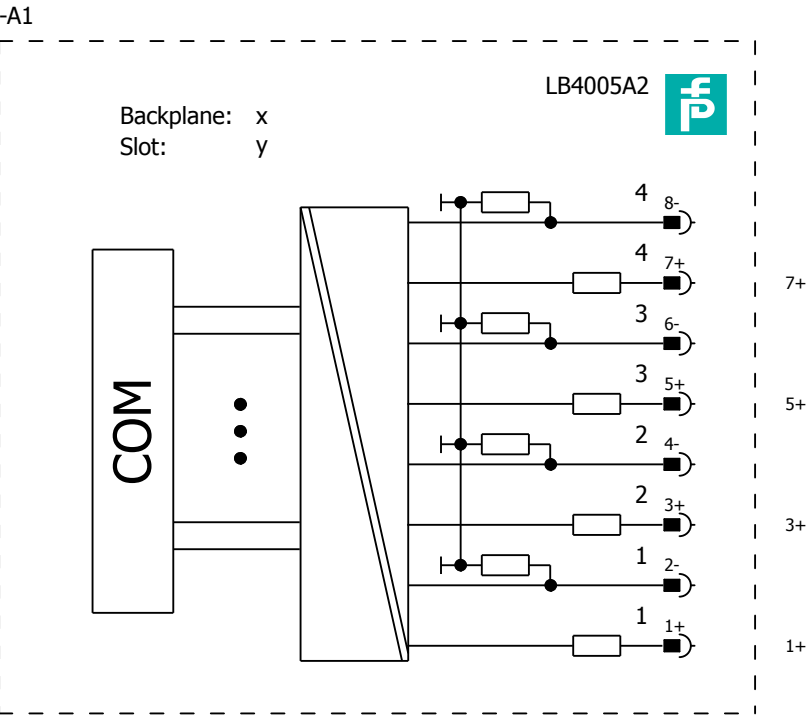 -A1
LB4005A2
Backplane: x
Slot: y
4 8-
4 7+ 7+
3 6-
COM
3 5+ 5+
2 4-
2 3+ 3+
1 2-
1 1+ 1+